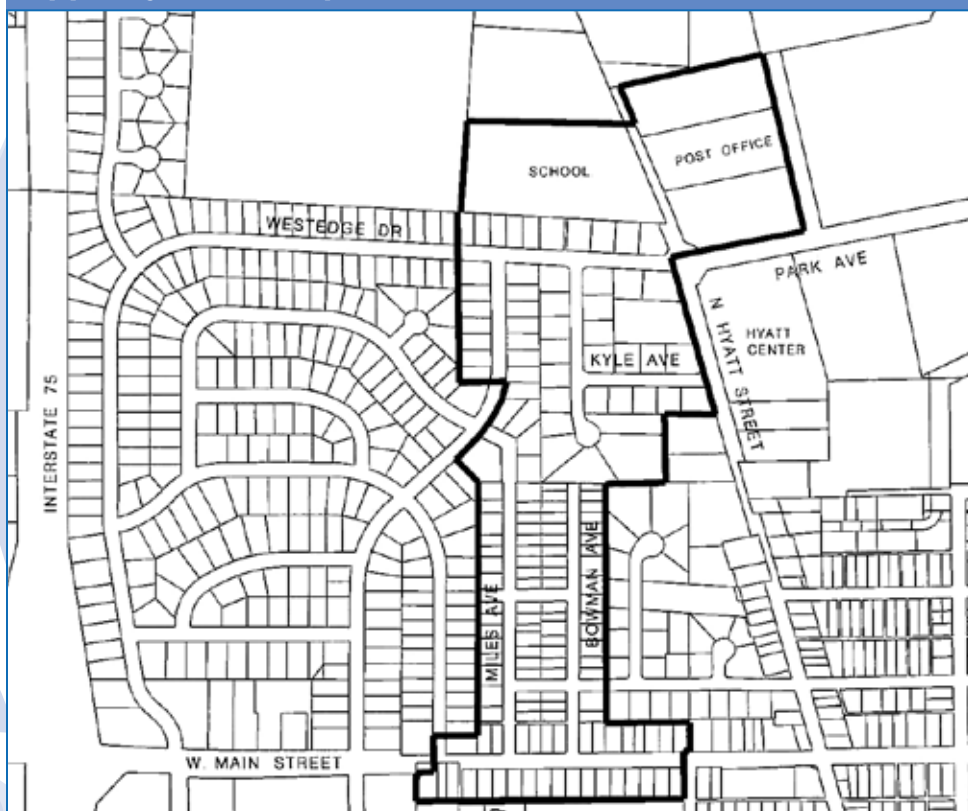 SCHOOL
POST OFFICE
WESTEDGE DR
PARK AVE
N HYATT STREET
HYATT
CENTER
KYLE AVE
INTERSTATE 75
MILES AVE
BOWMAN AVE
W. MAIN STREET